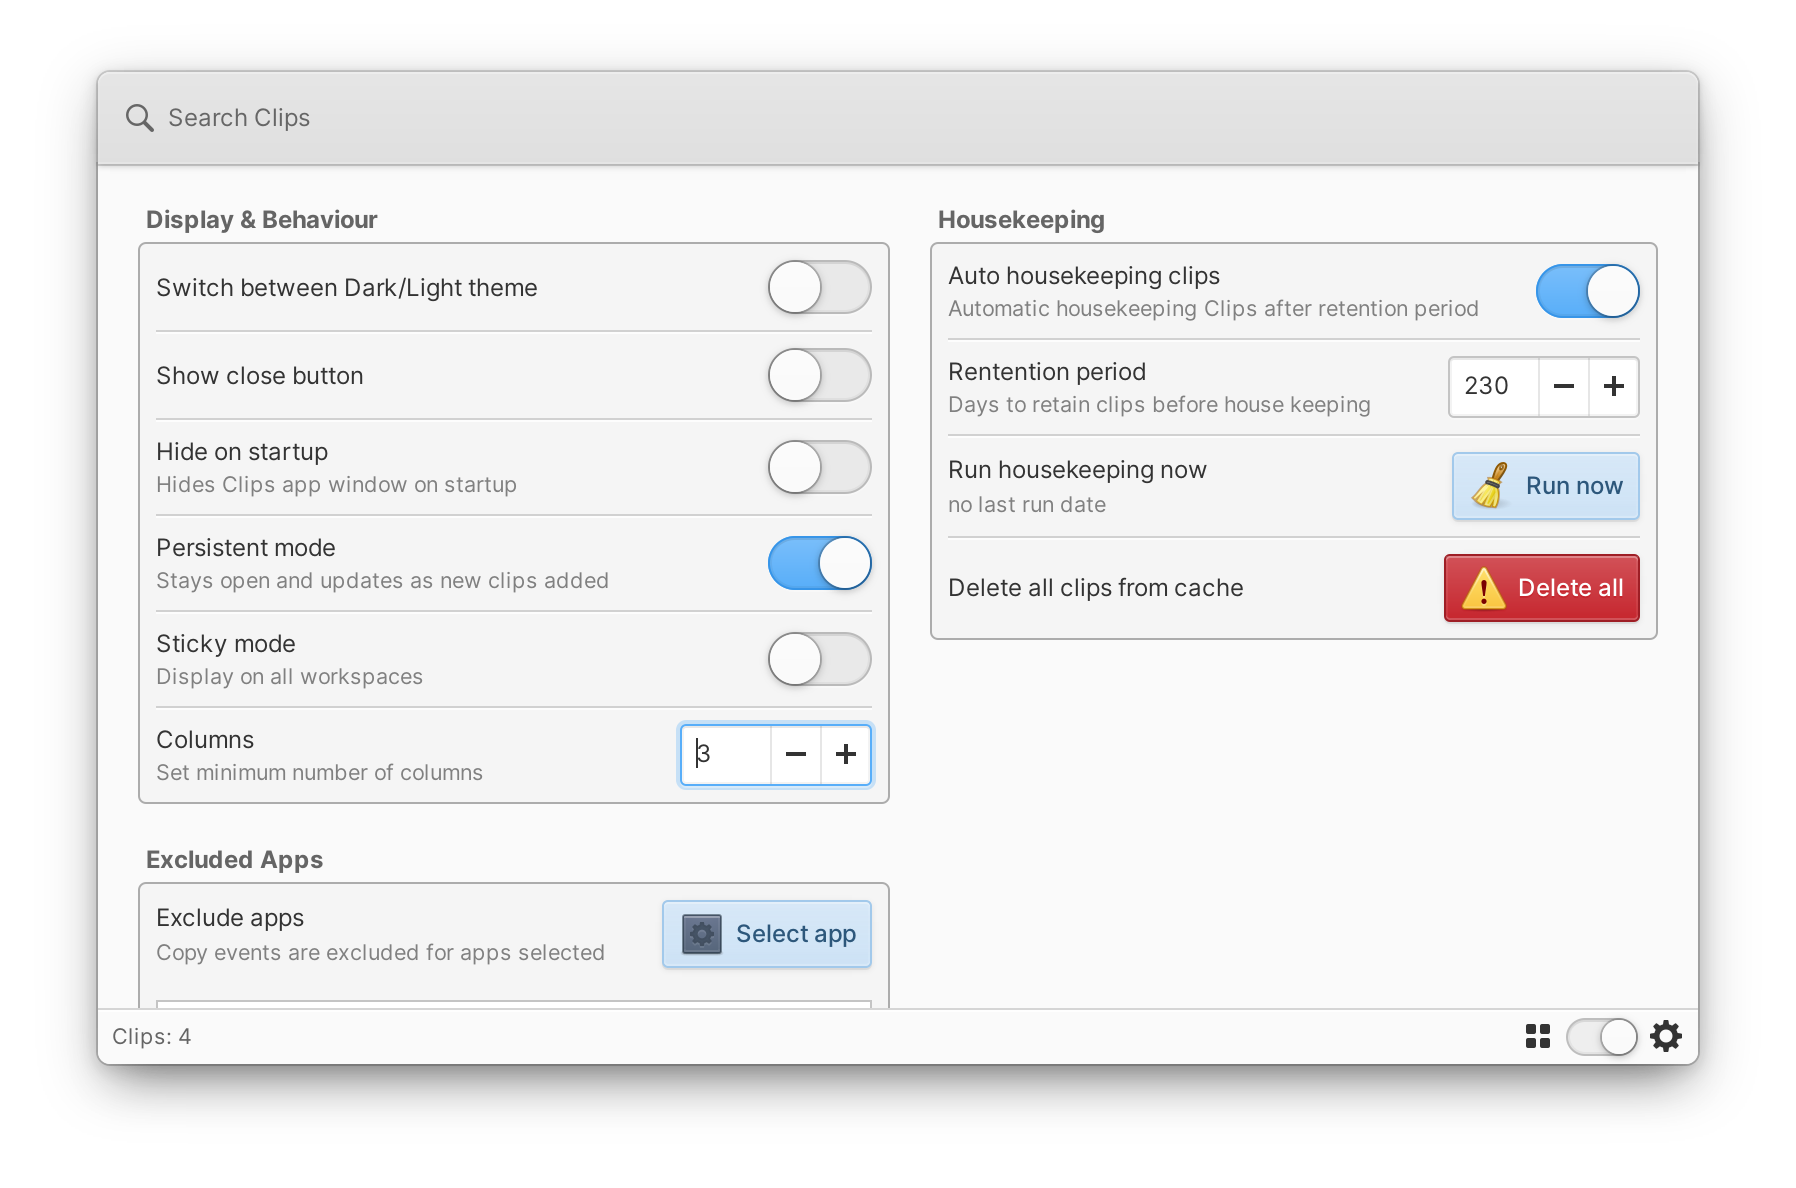 Search Clips
Display & Behaviour
Switch between Dark/Light theme
Show close button
Hide on startup
Hides Clips app window on startup
Persistent mode
Stays open and updates as new clips added
Sticky mode
Display on all workspaces
Columns
Set minimum number of columns
3
Excluded Apps
Exclude apps
Copy events are excluded for apps selected
Select app
Housekeeping
Auto housekeeping clips
Automatic housekeeping Clips after retention period
Rentention period
Days to retain clips before house keeping
230
Run housekeeping now
no last run date
Run now
Delete all clips from cache
Delete all
Clips: 4